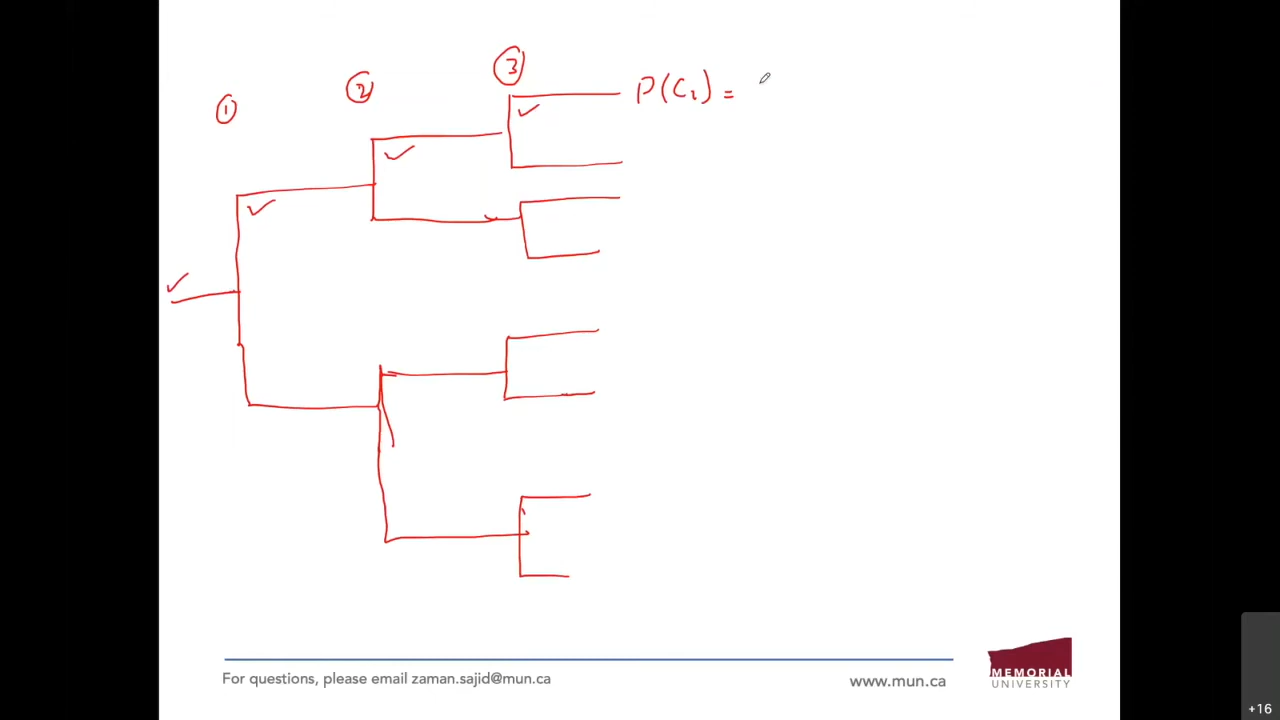 ① ② ③
P(C₁) =
For questions, please email zaman.sajid@mun.ca
www.mun.ca
MEMORIAL
UNIVERSITY
+16